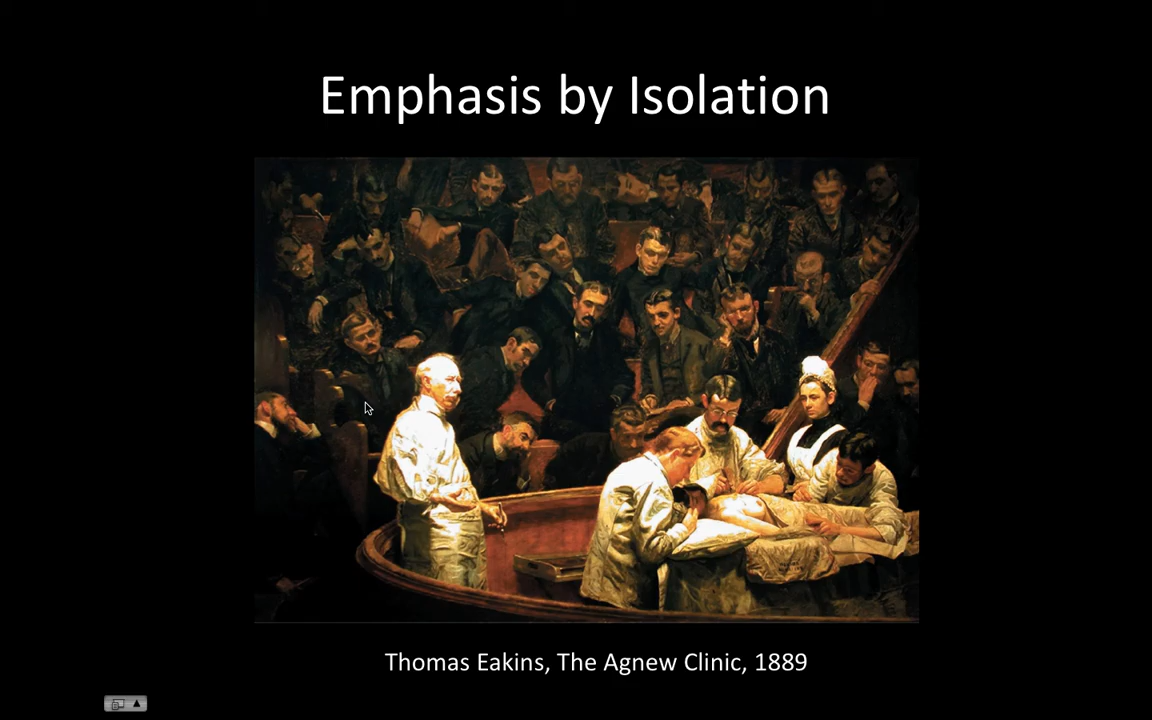 Emphasis by Isolation
Thomas Eakins, The Agnew Clinic, 1889